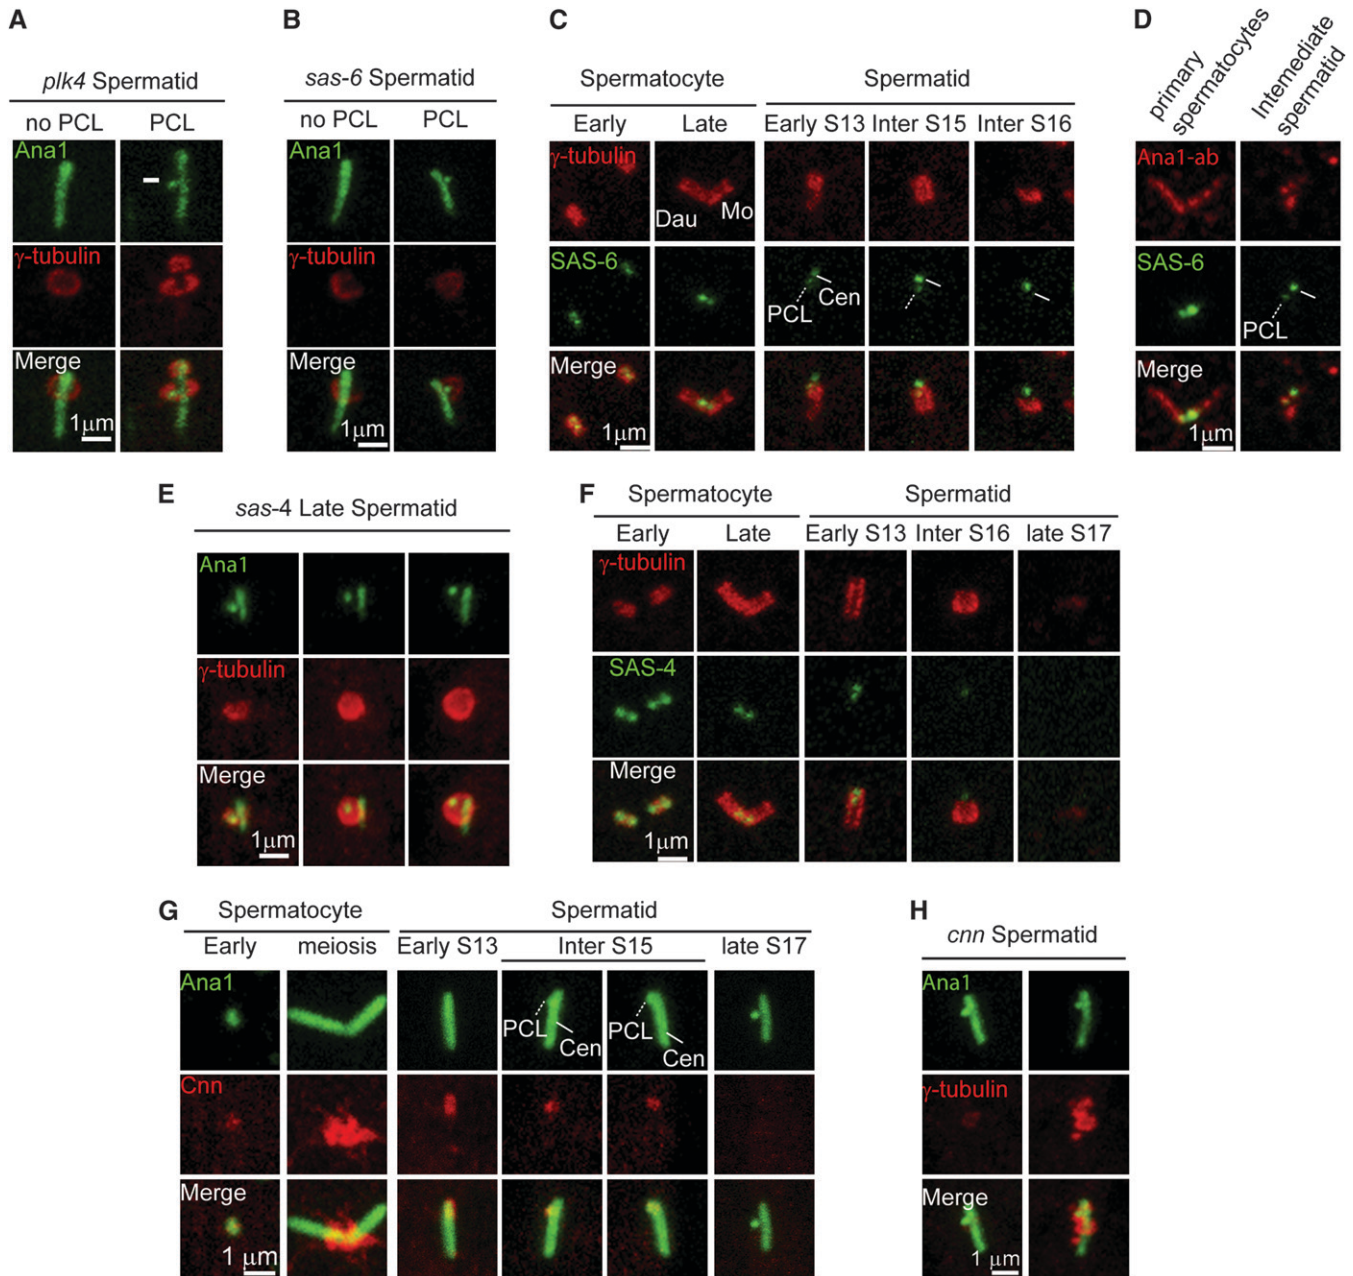 A
plk4 Spermatid
no PCL PCL
Ana1
γ-tubulin
Merge
1μm
B
sas-6 Spermatid
no PCL PCL
Ana1
γ-tubulin
Merge
1μm
C
Spermatocyte Spermatid
Early Late Early S13 Inter S15 Inter S16
γ-tubulin
Dau Mo
SAS-6
PCL Cen
Merge
1μm
D
primary spermatocytes
Intemediate spermatid
Ana1-ab
SAS-6
PCL
Merge
1μm
E
sas-4 Late Spermatid
Ana1
γ-tubulin
Merge
1μm
F
Spermatocyte Spermatid
Early Late Early S13 Inter S16 late S17
γ-tubulin
SAS-4
Merge
1μm
G
Spermatocyte Spermatid
Early meiosis Early S13 Inter S15 late S17
Ana1
PCL Cen PCL Cen
Cnn
Merge
1 μm
H
cnn Spermatid
Ana1
γ-tubulin
Merge
1 μm